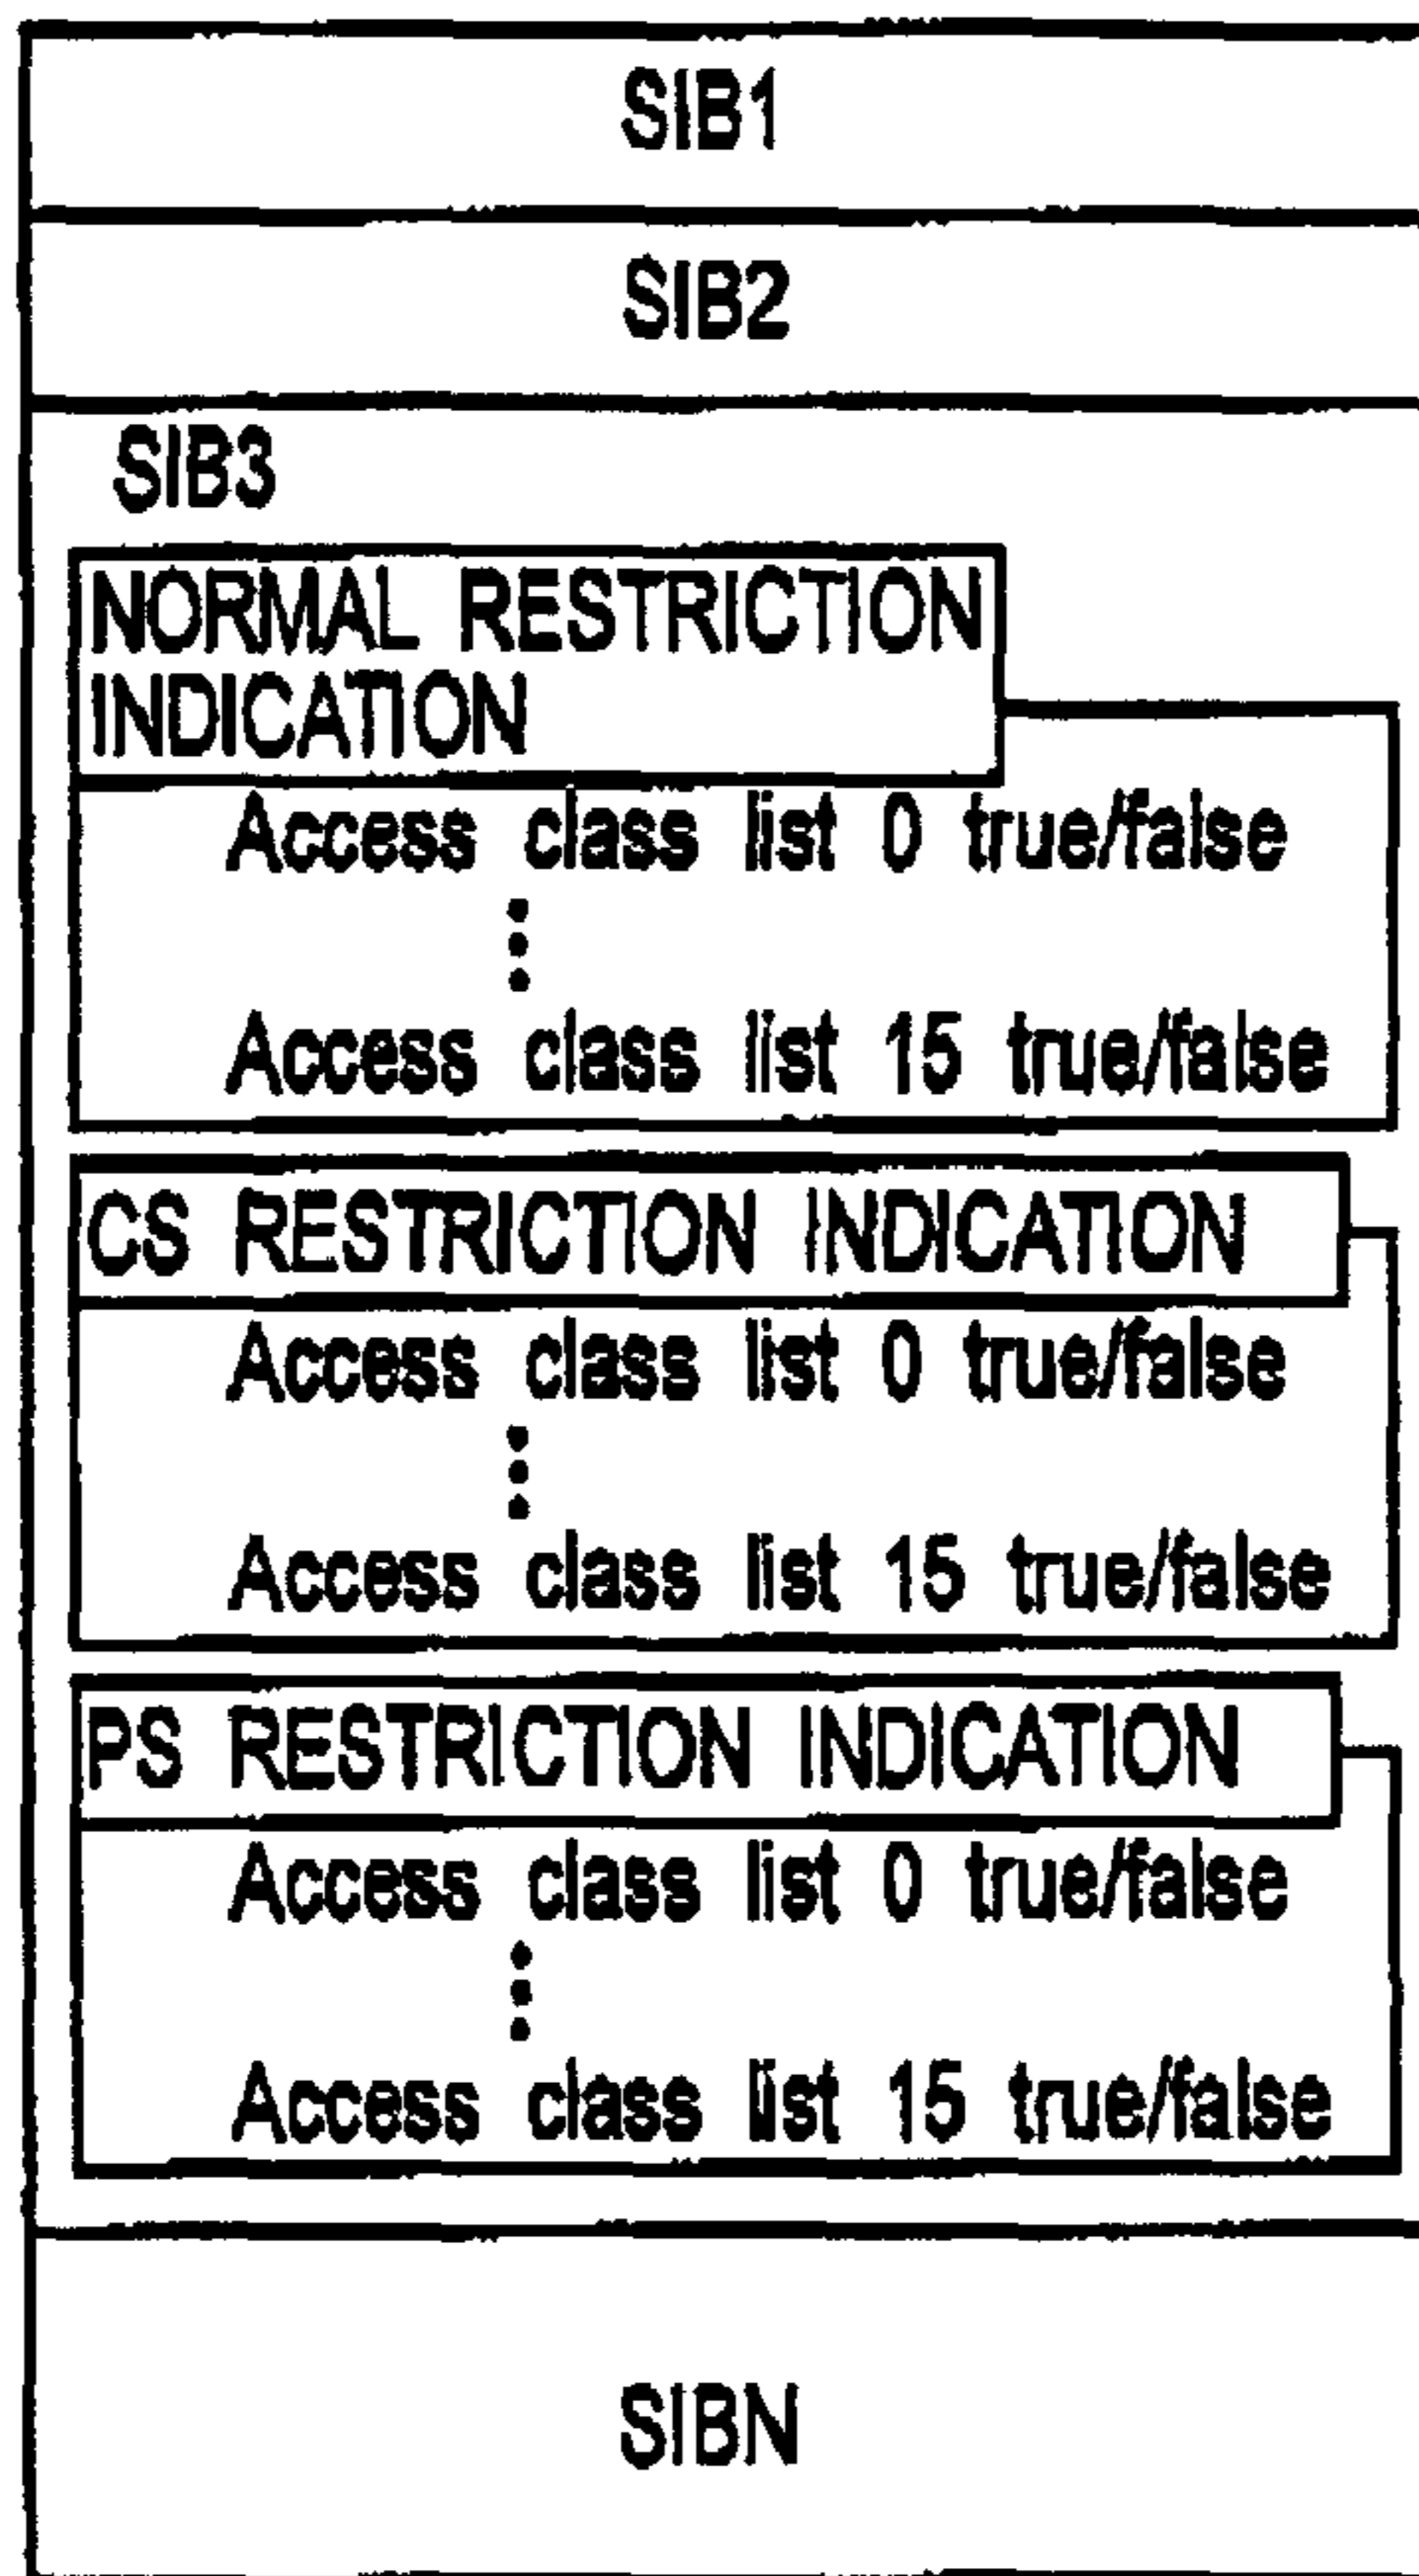 SIB1
SIB2
SIB3
NORMAL RESTRICTION
INDICATION
Access class list 0 true/false
Access class list 15 true/false
CS RESTRICTION INDICATION
Access class list 0 true/false
Access class list 15 true/false
PS RESTRICTION INDICATION
Access class list 0 true/false
Access class list 15 true/false
SIBN